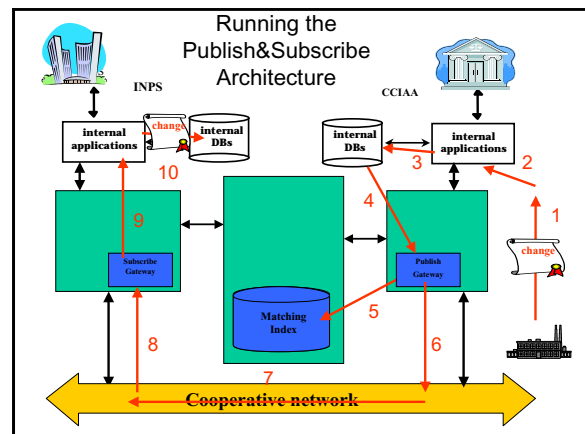 Running the
Publish&Subscribe
Architecture
INPS
CCIAA
internal
applications
change
internal
DBs
internal
DBs
internal
applications
10
3
2
1
9
4
change
Subscribe
Gateway
Publish
Gateway
Matching
Index
5
6
8
7
Cooperative network